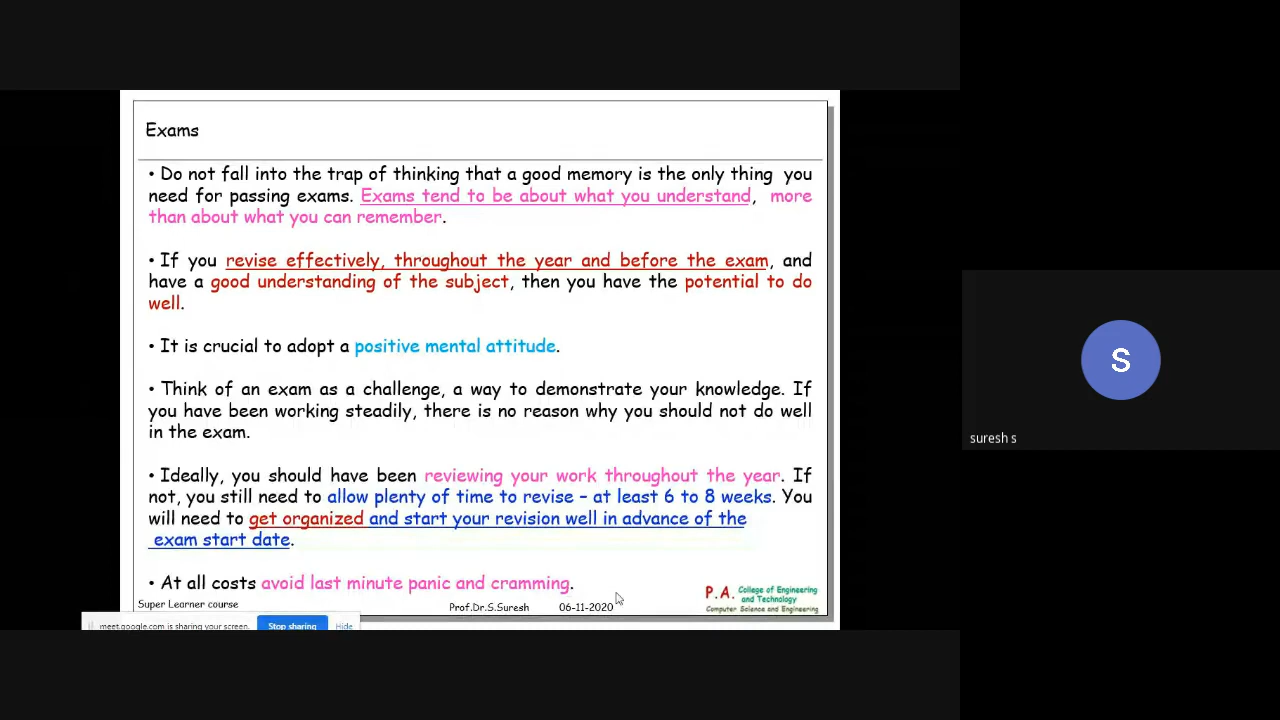 Exams
• Do not fall into the trap of thinking that a good memory is the only thing you
need for passing exams. Exams tend to be about what you understand, more
than about what you can remember.
• If you revise effectively, throughout the year and before the exam, and
have a good understanding of the subject, then you have the potential to do
well.
• It is crucial to adopt a positive mental attitude.
• Think of an exam as a challenge, a way to demonstrate your knowledge. If
you have been working steadily, there is no reason why you should not do well
in the exam.
• Ideally, you should have been reviewing your work throughout the year. If
not, you still need to allow plenty of time to revise – at least 6 to 8 weeks. You
will need to get organized and start your revision well in advance of the
exam start date.
• At all costs avoid last minute panic and cramming.
Super Learner course
Prof.Dr.S.Suresh
06-11-2020
P.A. College of Engineering
and Technology
Computer Science and Engineering
meet.google.com is sharing your screen.
Stop sharing
Hide
S
suresh s